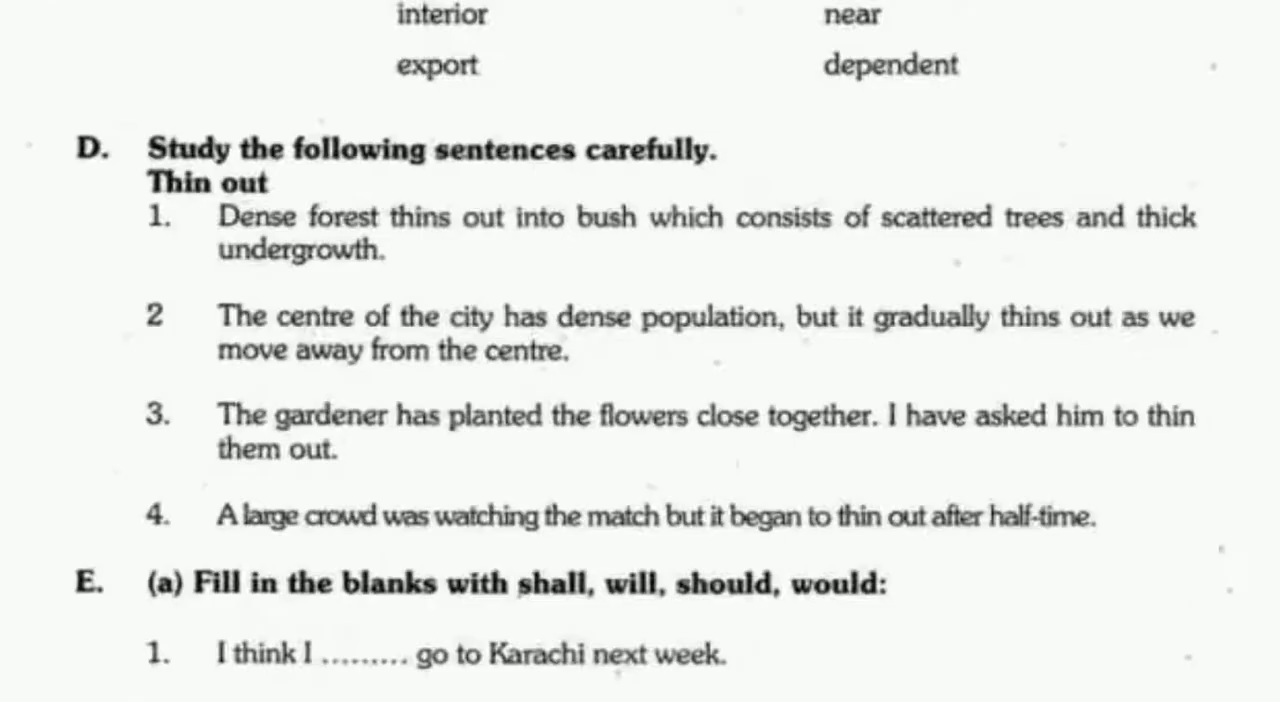 interior near
export dependent
D. Study the following sentences carefully.
Thin out
1. Dense forest thins out into bush which consists of scattered trees and thick
undergrowth.
2 The centre of the city has dense population, but it gradually thins out as we
move away from the centre.
3. The gardener has planted the flowers close together. I have asked him to thin
them out.
4. A large crowd was watching the match but it began to thin out after half-time.
E. (a) Fill in the blanks with shall, will, should, would:
1. I think I ......... go to Karachi next week.